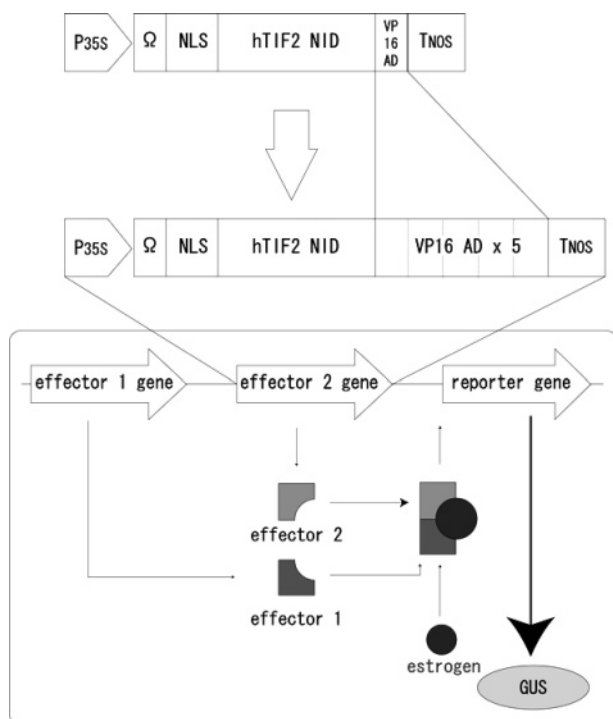 P35S Ω NLS hTIF2 NID VP 16 AD TNOS
P35S Ω NLS hTIF2 NID VP16 AD x 5 TNOS
effector 1 gene effector 2 gene reporter gene
effector 2
effector 1
estrogen
GUS